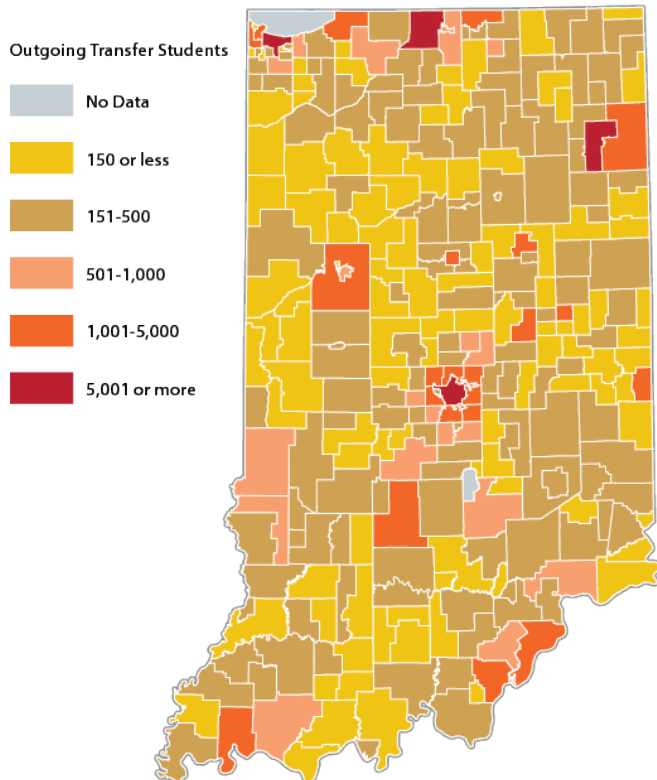 Outgoing Transfer Students
No Data
150 or less
151-500
501-1,000
1,001-5,000
5,001 or more